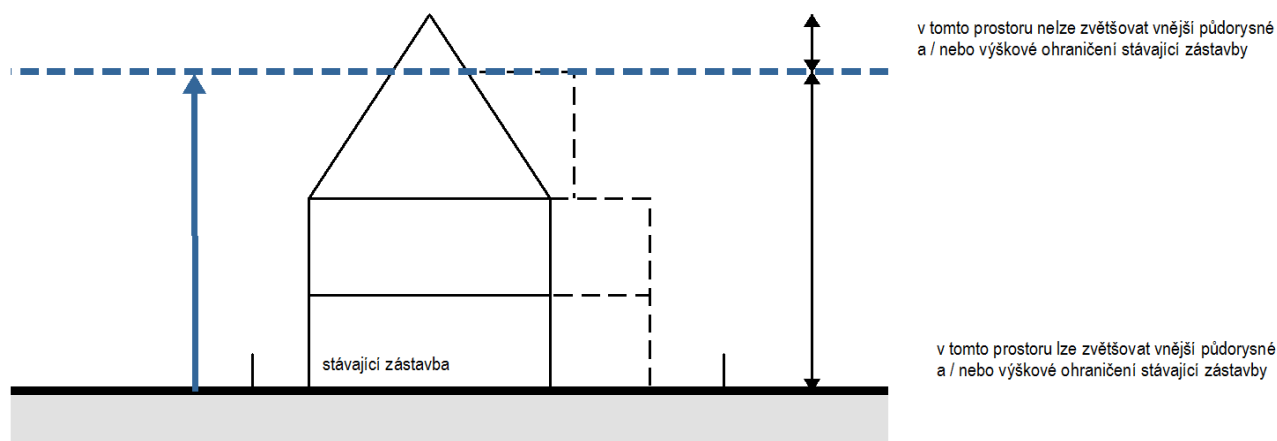 v tomto prostoru nelze zvětšovat vnější půdorysné
a / nebo výškové ohraničení stávající zástavby
stávající zástavba
v tomto prostoru lze zvětšovat vnější půdorysné
a / nebo výškové ohraničení stávající zástavby